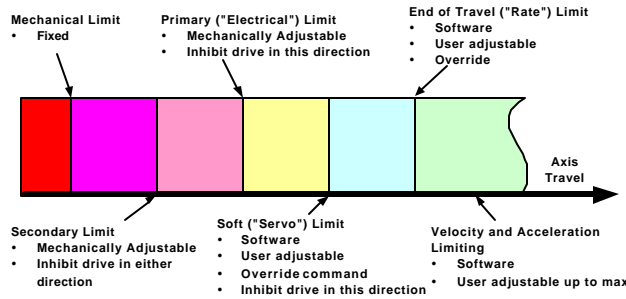 Mechanical Limit
• Fixed
Primary ("Electrical") Limit
• Mechanically Adjustable
• Inhibit drive in this direction
End of Travel ("Rate") Limit
• Software
• User adjustable
• Override
Axis
Travel
Secondary Limit
• Mechanically Adjustable
• Inhibit drive in either
direction
Soft ("Servo") Limit
• Software
• User adjustable
• Override command
• Inhibit drive in this direction
Velocity and Acceleration
Limiting
• Software
• User adjustable up to max